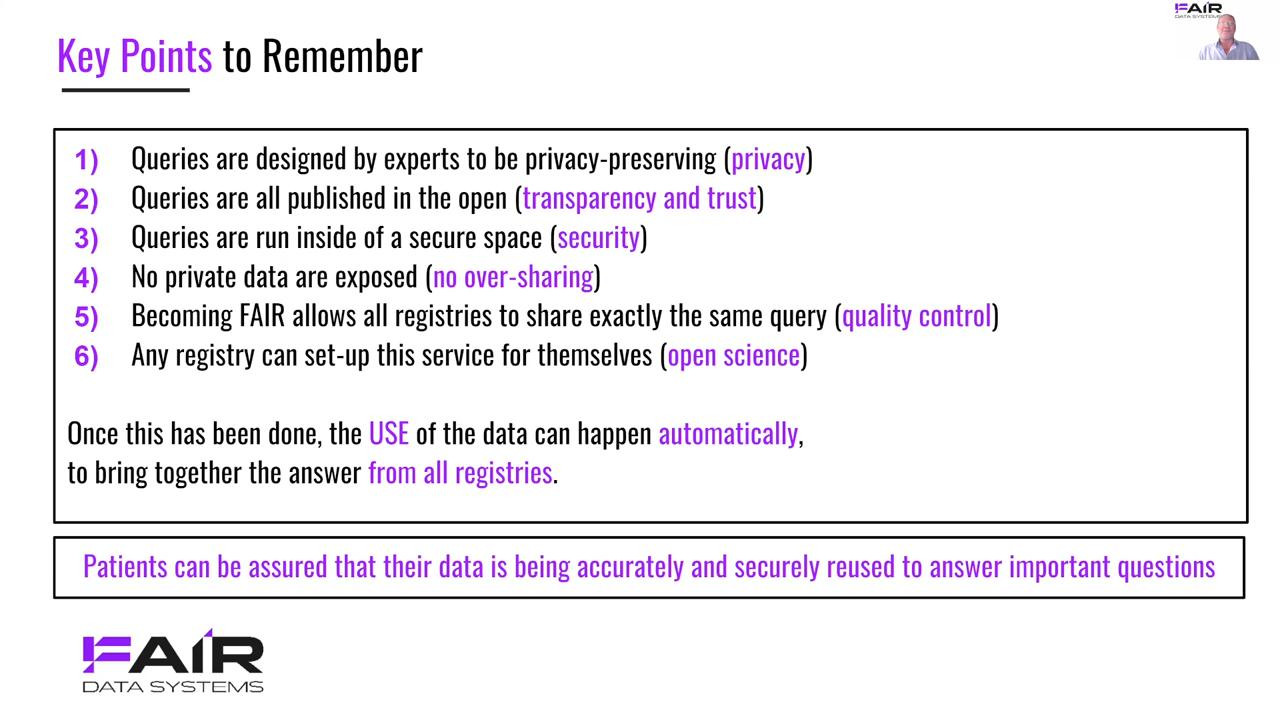 FAIR
DATA SYSTEMS
Key Points to Remember
1) Queries are designed by experts to be privacy-preserving (privacy)
2) Queries are all published in the open (transparency and trust)
3) Queries are run inside of a secure space (security)
4) No private data are exposed (no over-sharing)
5) Becoming FAIR allows all registries to share exactly the same query (quality control)
6) Any registry can set-up this service for themselves (open science)
Once this has been done, the USE of the data can happen automatically,
to bring together the answer from all registries.
Patients can be assured that their data is being accurately and securely reused to answer important questions
FAIR
DATA SYSTEMS